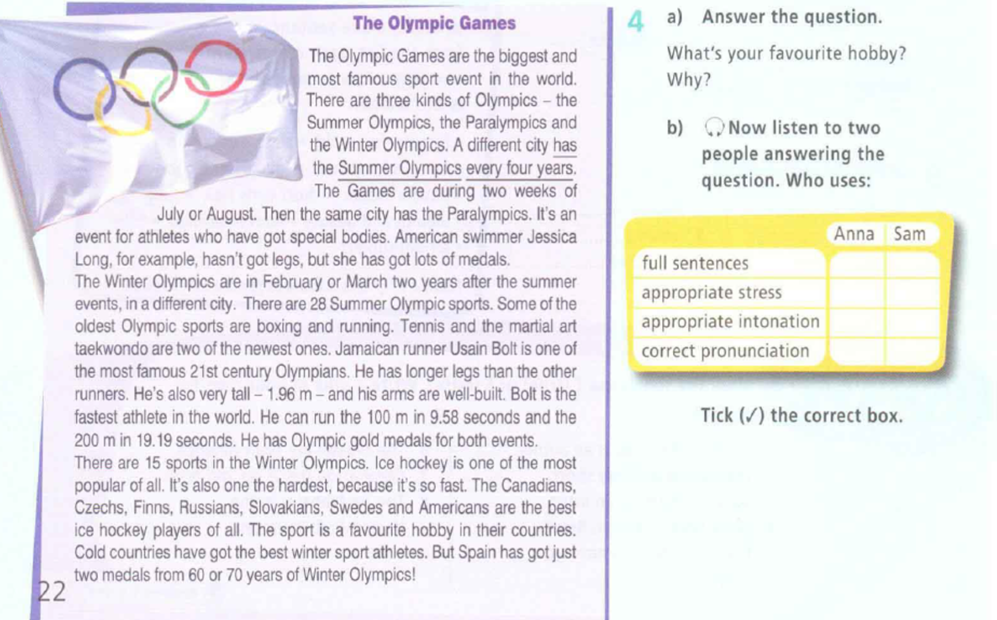 The Olympic Games
The Olympic Games are the biggest and
most famous sport event in the world.
There are three kinds of Olympics – the
Summer Olympics, the Paralympics and
the Winter Olympics. A different city has
the Summer Olympics every four years.
The Games are during two weeks of
July or August. Then the same city has the Paralympics. It's an
event for athletes who have got special bodies. American swimmer Jessica
Long, for example, hasn't got legs, but she has got lots of medals.
The Winter Olympics are in February or March two years after the summer
events, in a different city. There are 28 Summer Olympic sports. Some of the
oldest Olympic sports are boxing and running. Tennis and the martial art
taekwondo are two of the newest ones. Jamaican runner Usain Bolt is one of
the most famous 21st century Olympians. He has longer legs than the other
runners. He's also very tall – 1.96 m – and his arms are well-built. Bolt is the
fastest athlete in the world. He can run the 100 m in 9.58 seconds and the
200 m in 19.19 seconds. He has Olympic gold medals for both events.
There are 15 sports in the Winter Olympics. Ice hockey is one of the most
popular of all. It's also one the hardest, because it's so fast. The Canadians,
Czechs, Finns, Russians, Slovakians, Swedes and Americans are the best
ice hockey players of all. The sport is a favourite hobby in their countries.
Cold countries have got the best winter sport athletes. But Spain has got just
two medals from 60 or 70 years of Winter Olympics!
22
4 a) Answer the question.
What's your favourite hobby?
Why?
b) Now listen to two
people answering the
question. Who uses:
Anna Sam
full sentences
appropriate stress
appropriate intonation
correct pronunciation
Tick (✓) the correct box.